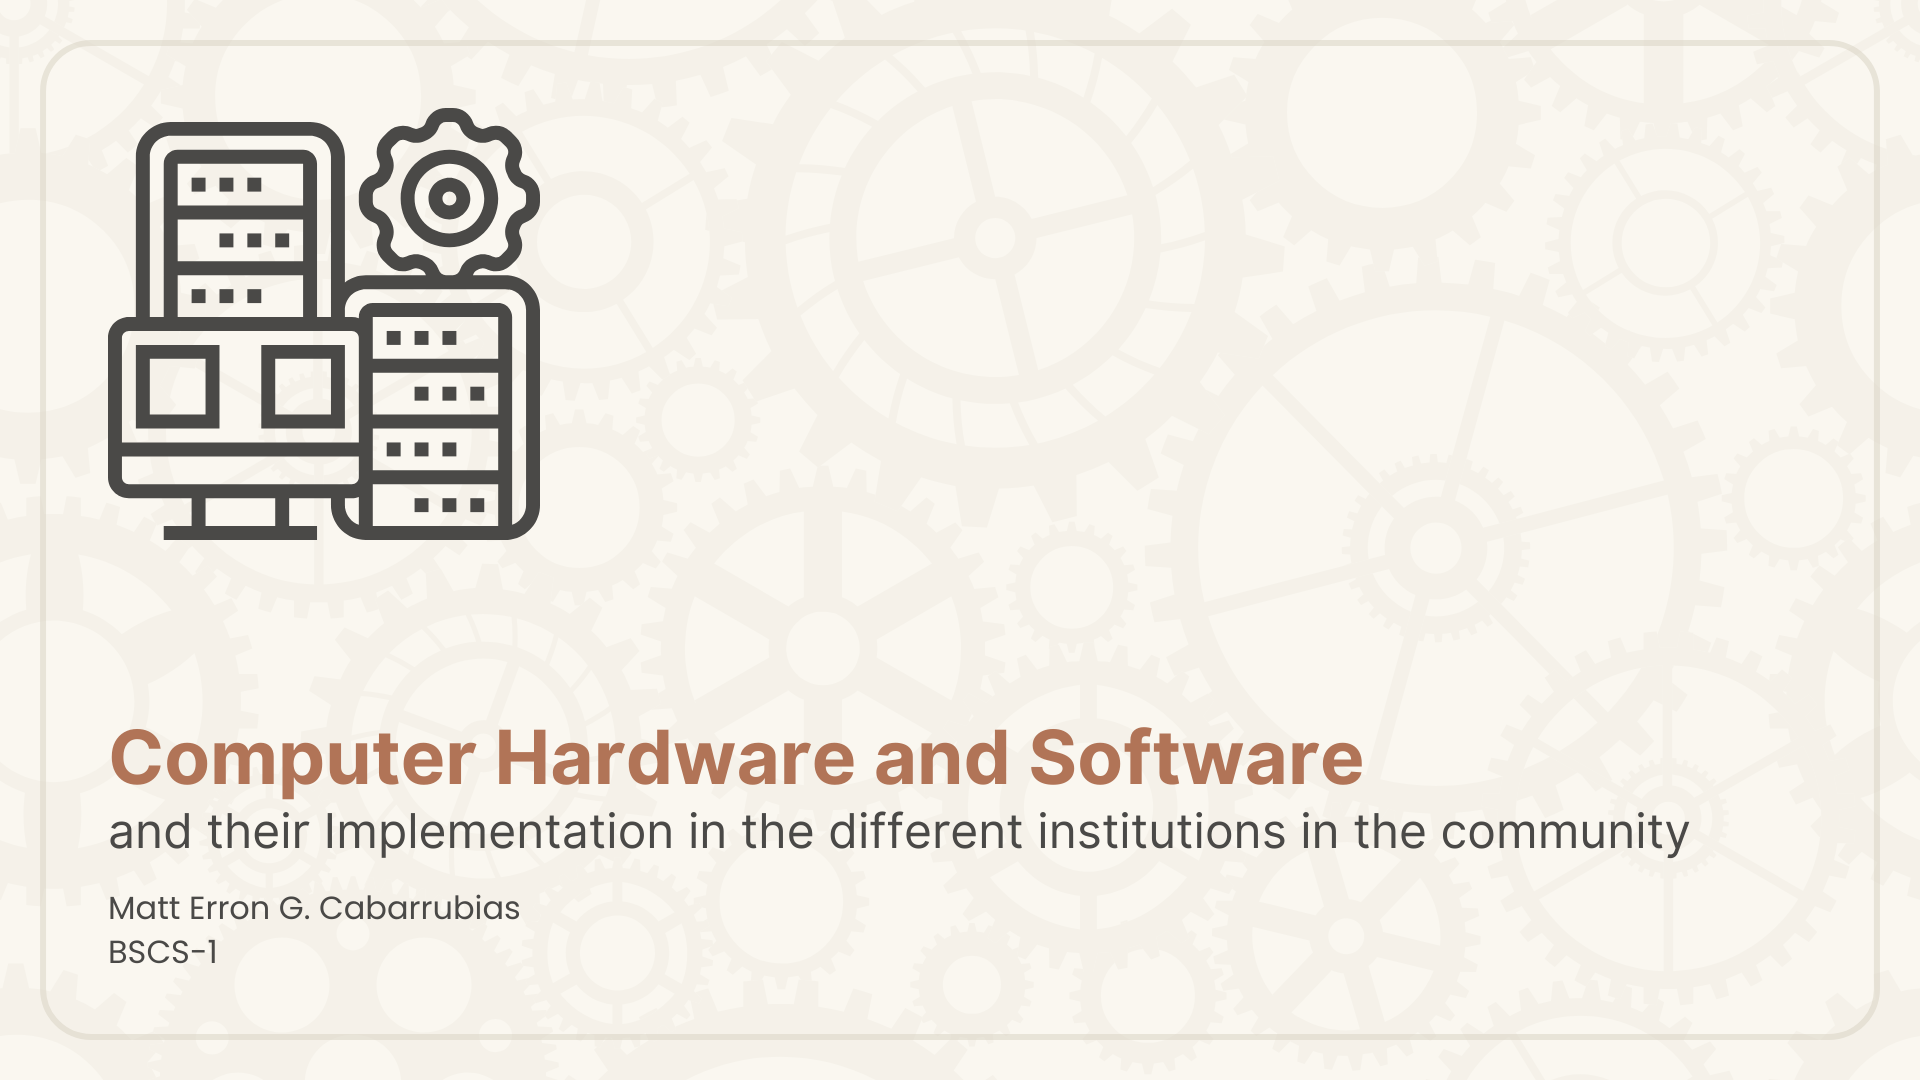 Computer Hardware and Software
and their Implementation in the different institutions in the community
Matt Erron G. Cabarrubias
BSCS-1